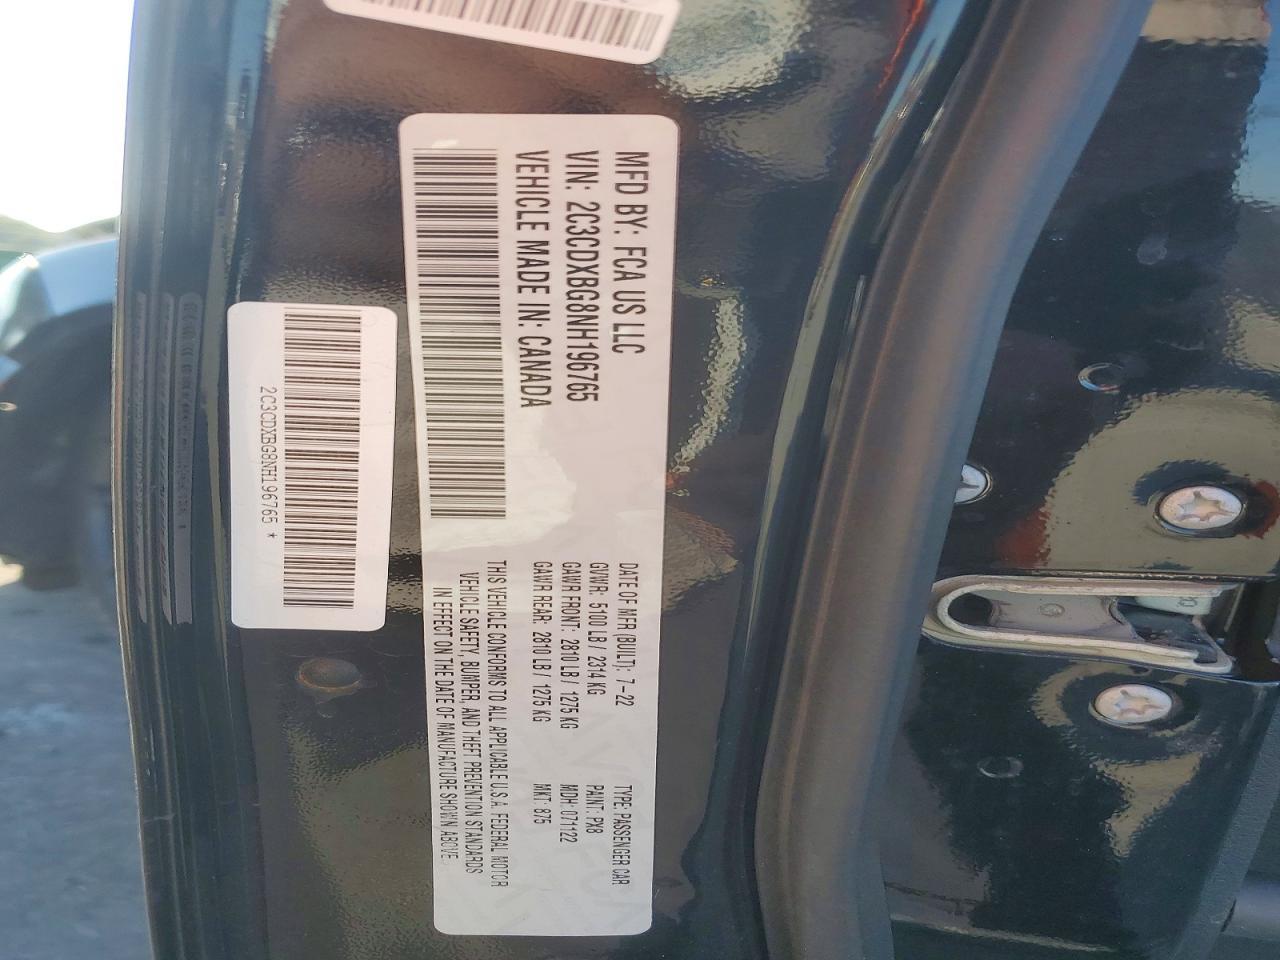 MFD BY: FCA US LLC
VIN: 2C3CDXBG8NH196765
VEHICLE MADE IN: CANADA
DATE OF MFR (BUILT): 7-22
GVWR: 5100 LB / 2314 KG
GAWR FRONT: 2810 LB / 1275 KG
GAWR REAR: 2810 LB / 1275 KG
TYPE: PASSENGER CAR
PAINT: PX8
MDH: 071122
MKT: 875
THIS VEHICLE CONFORMS TO ALL APPLICABLE U.S.A. FEDERAL MOTOR
VEHICLE SAFETY, BUMPER, AND THEFT PREVENTION STANDARDS
IN EFFECT ON THE DATE OF MANUFACTURE SHOWN ABOVE.
2C3CDXBG8NH196765 *